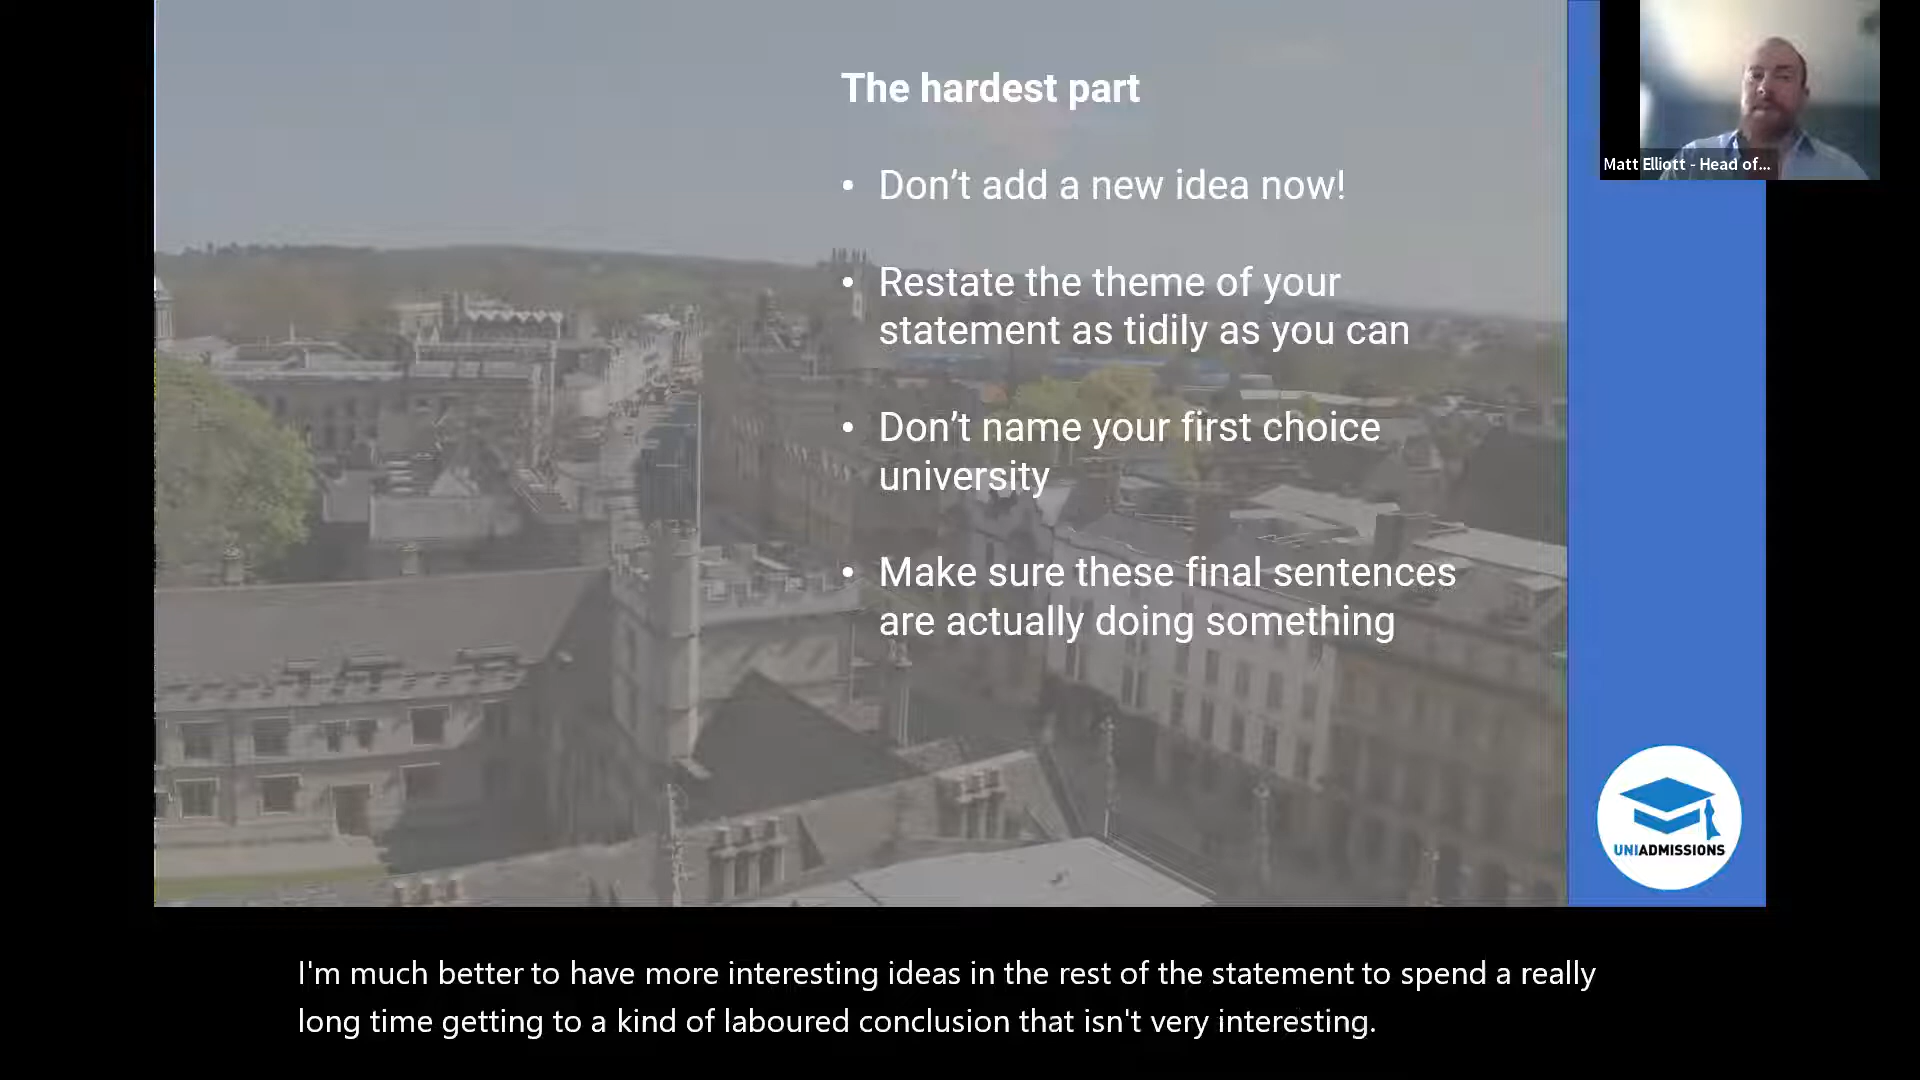 The hardest part
• Don't add a new idea now!
• Restate the theme of your
statement as tidily as you can
• Don't name your first choice
university
• Make sure these final sentences
are actually doing something
Matt Elliott - Head of...
UNIADMISSIONS
I'm much better to have more interesting ideas in the rest of the statement to spend a really
long time getting to a kind of laboured conclusion that isn't very interesting.